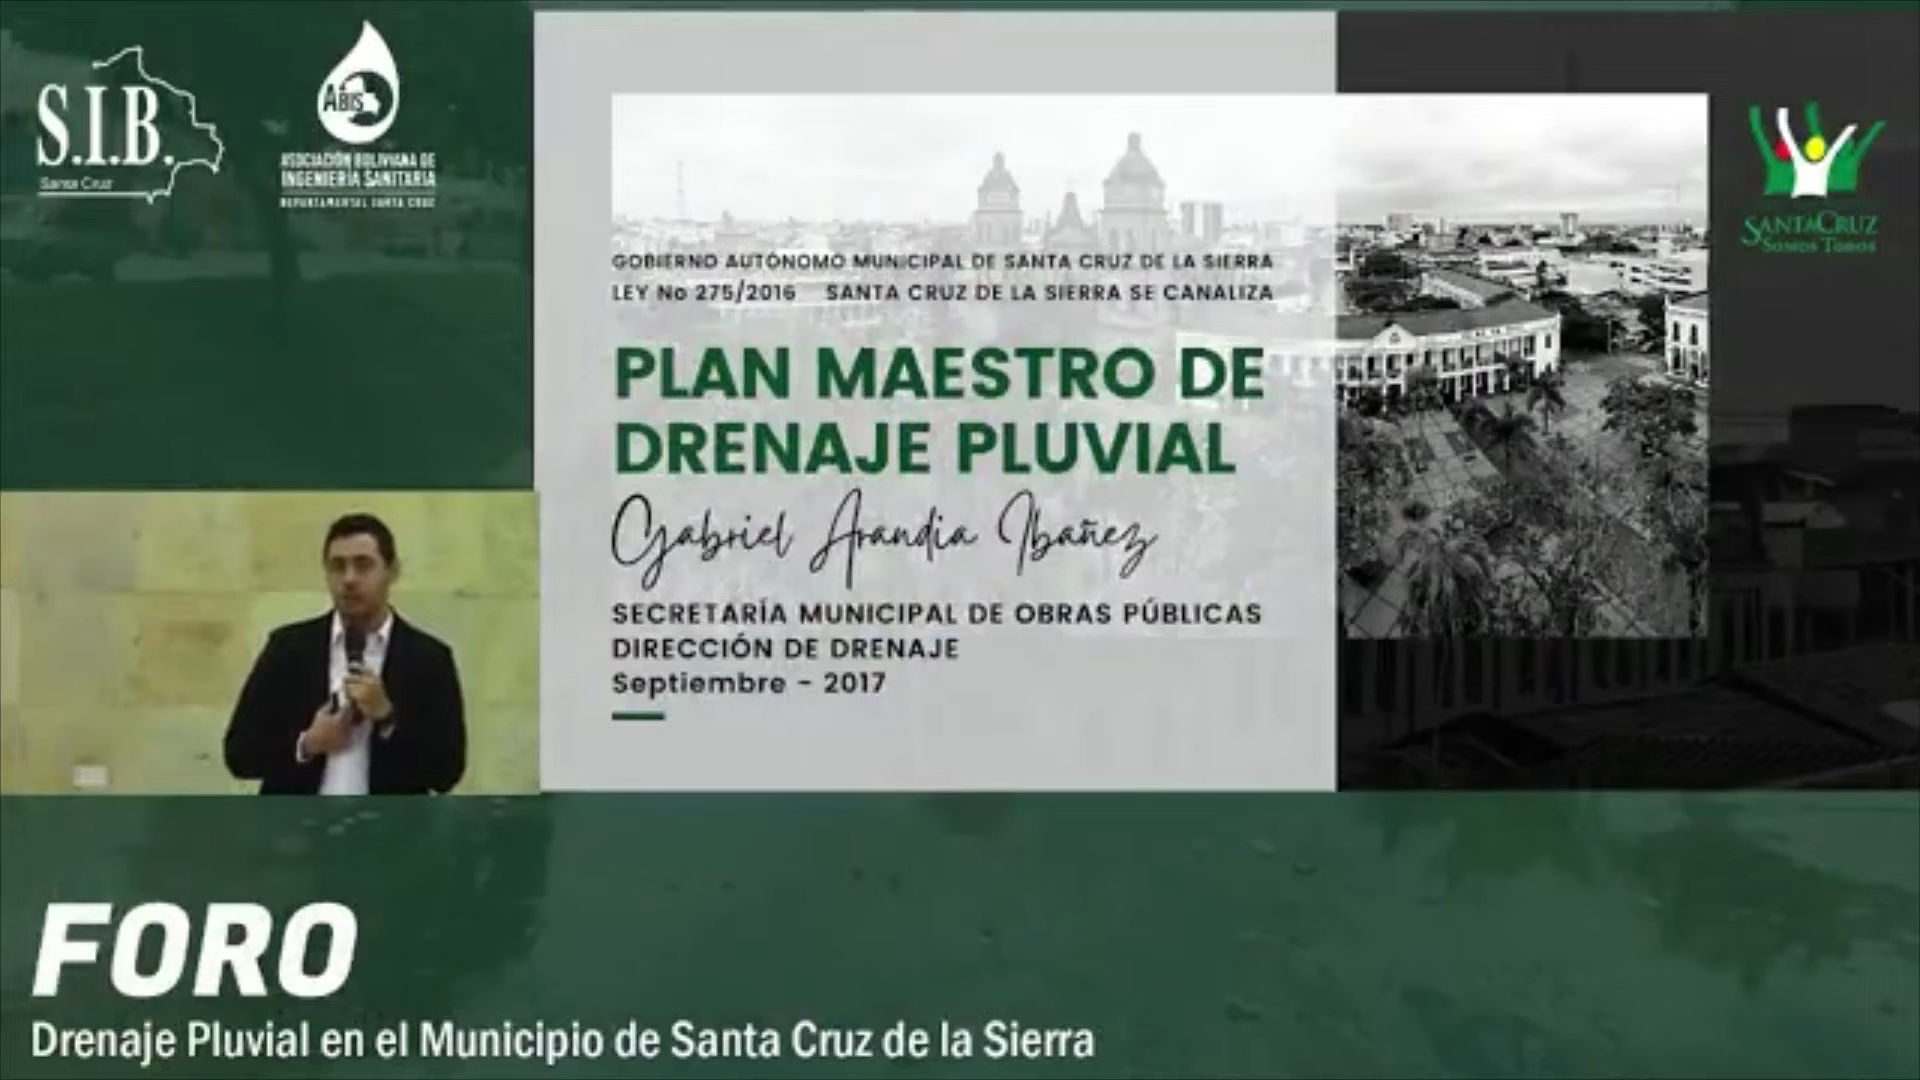 S.I.B.
Santa Cruz
ABIS
ASOCIACIÓN BOLIVIANA DE
INGENIERÍA SANITARIA
DEPARTAMENTAL SANTA CRUZ
GOBIERNO AUTÓNOMO MUNICIPAL DE SANTA CRUZ DE LA SIERRA
LEY No 275/2016 SANTA CRUZ DE LA SIERRA SE CANALIZA
PLAN MAESTRO DE
DRENAJE PLUVIAL
Gabriel Arandia Ibañez
SECRETARÍA MUNICIPAL DE OBRAS PÚBLICAS
DIRECCIÓN DE DRENAJE
Septiembre - 2017
SANTACRUZ
SOMOS TODOS
FORO
Drenaje Pluvial en el Municipio de Santa Cruz de la Sierra